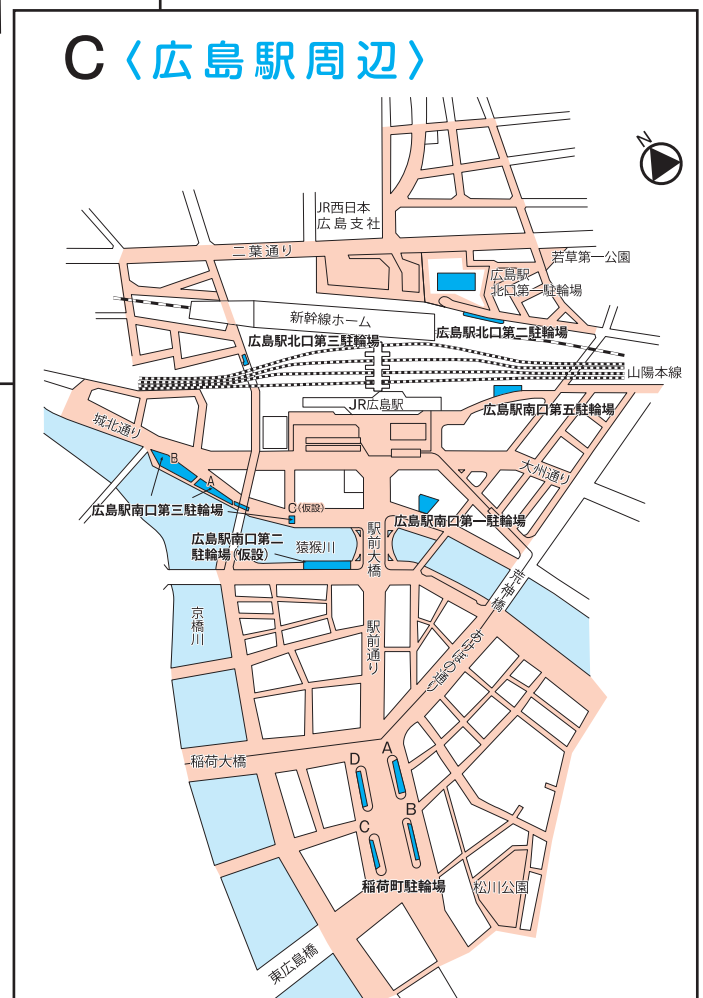 C〈広島駅周辺〉
N
JR西日本
広島支社
二葉通り
若草第一公園
広島駅
北口第一駐輪場
新幹線ホーム
広島駅北口第二駐輪場
広島駅北口第三駐輪場
山陽本線
JR広島駅
広島駅南口第五駐輪場
城北通り
大州通り
B
A
広島駅南口第三駐輪場
C(仮設)
広島駅南口第一駐輪場
広島駅南口第二
駐輪場(仮設)
猿猴川
駅前大橋
荒神橋
京橋川
駅前通り
あけぼの通り
稲荷大橋
D
A
C
B
稲荷町駐輪場
松川公園
東広島橋